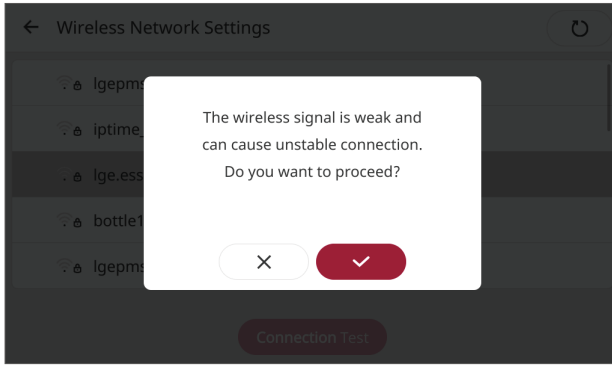 Wireless Network Settings
lgepms
iptime_
lge.ess
bottle1
lgepms
The wireless signal is weak and
can cause unstable connection.
Do you want to proceed?
Connection Test